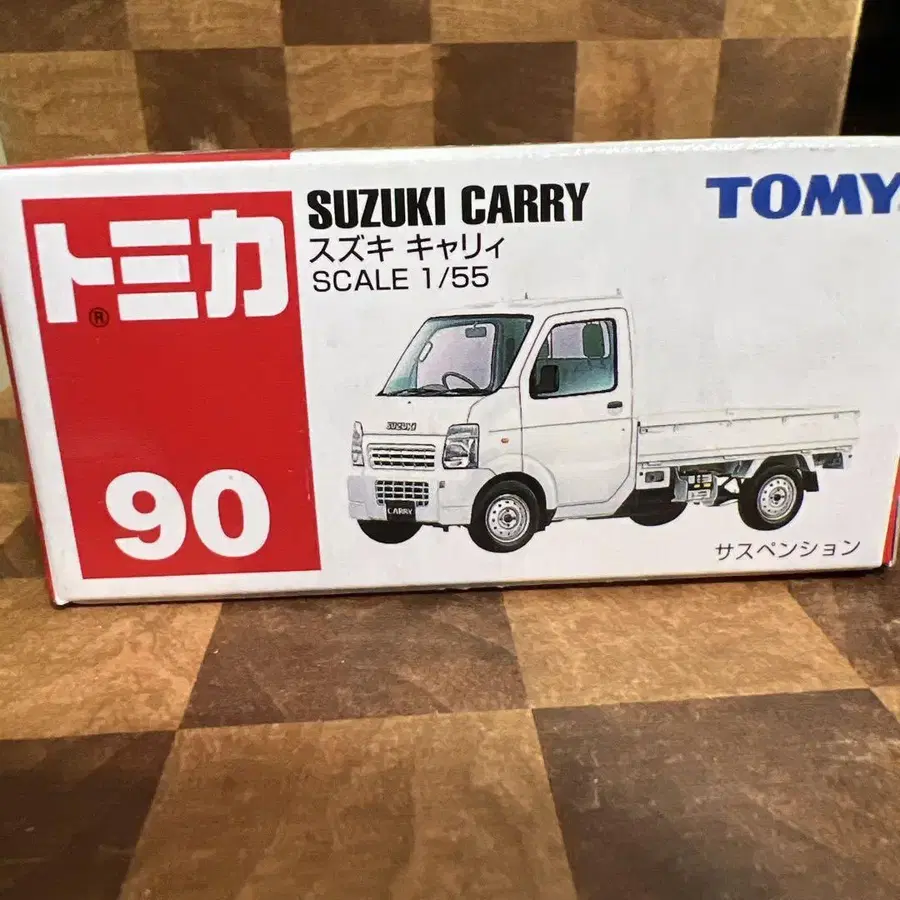 トミカ
®
90
SUZUKI CARRY
スズキ キャリィ
SCALE 1/55
TOMY
SUZUKI
CARRY
サスペンション